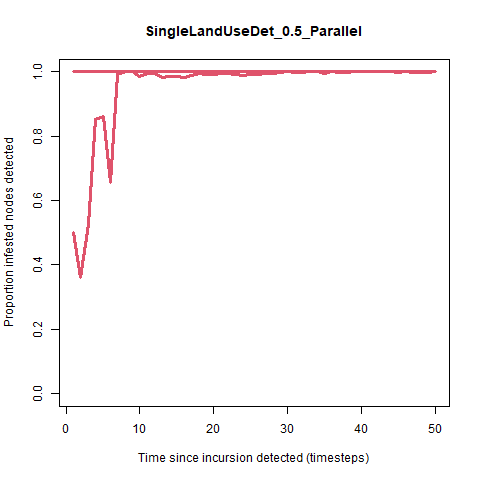 SingleLandUseDet_0.5_Parallel
Proportion infested nodes detected
1.0
0.8
0.6
0.4
0.2
0.0
0 10 20 30 40 50
Time since incursion detected (timesteps)